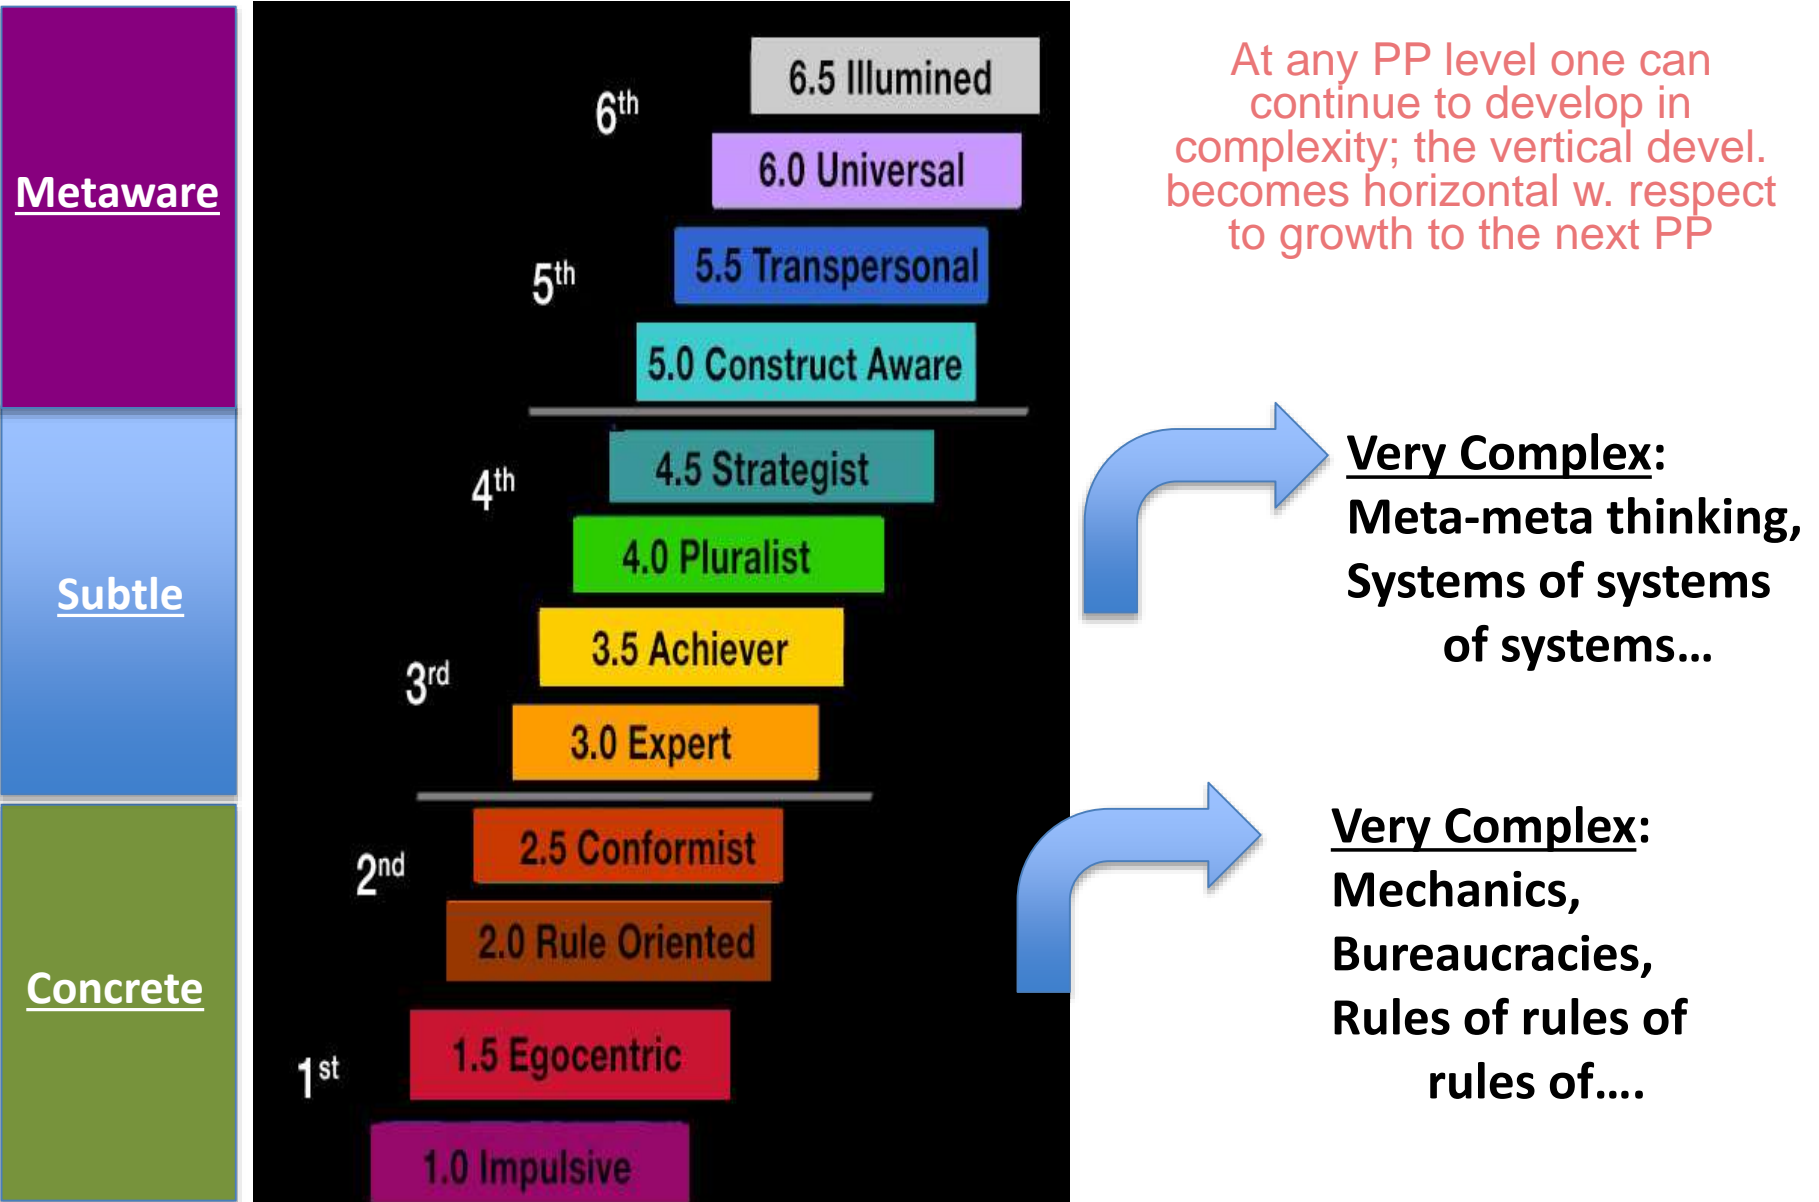 Metaware
Subtle
Concrete
6th
6.5 Illumined
6.0 Universal
5th
5.5 Transpersonal
5.0 Construct Aware
4th
4.5 Strategist
4.0 Pluralist
3rd
3.5 Achiever
3.0 Expert
2nd
2.5 Conformist
2.0 Rule Oriented
1st
1.5 Egocentric
1.0 Impulsive
At any PP level one can
continue to develop in
complexity; the vertical devel.
becomes horizontal w. respect
to growth to the next PP
Very Complex:
Meta-meta thinking,
Systems of systems
of systems...
Very Complex:
Mechanics,
Bureaucracies,
Rules of rules of
rules of....